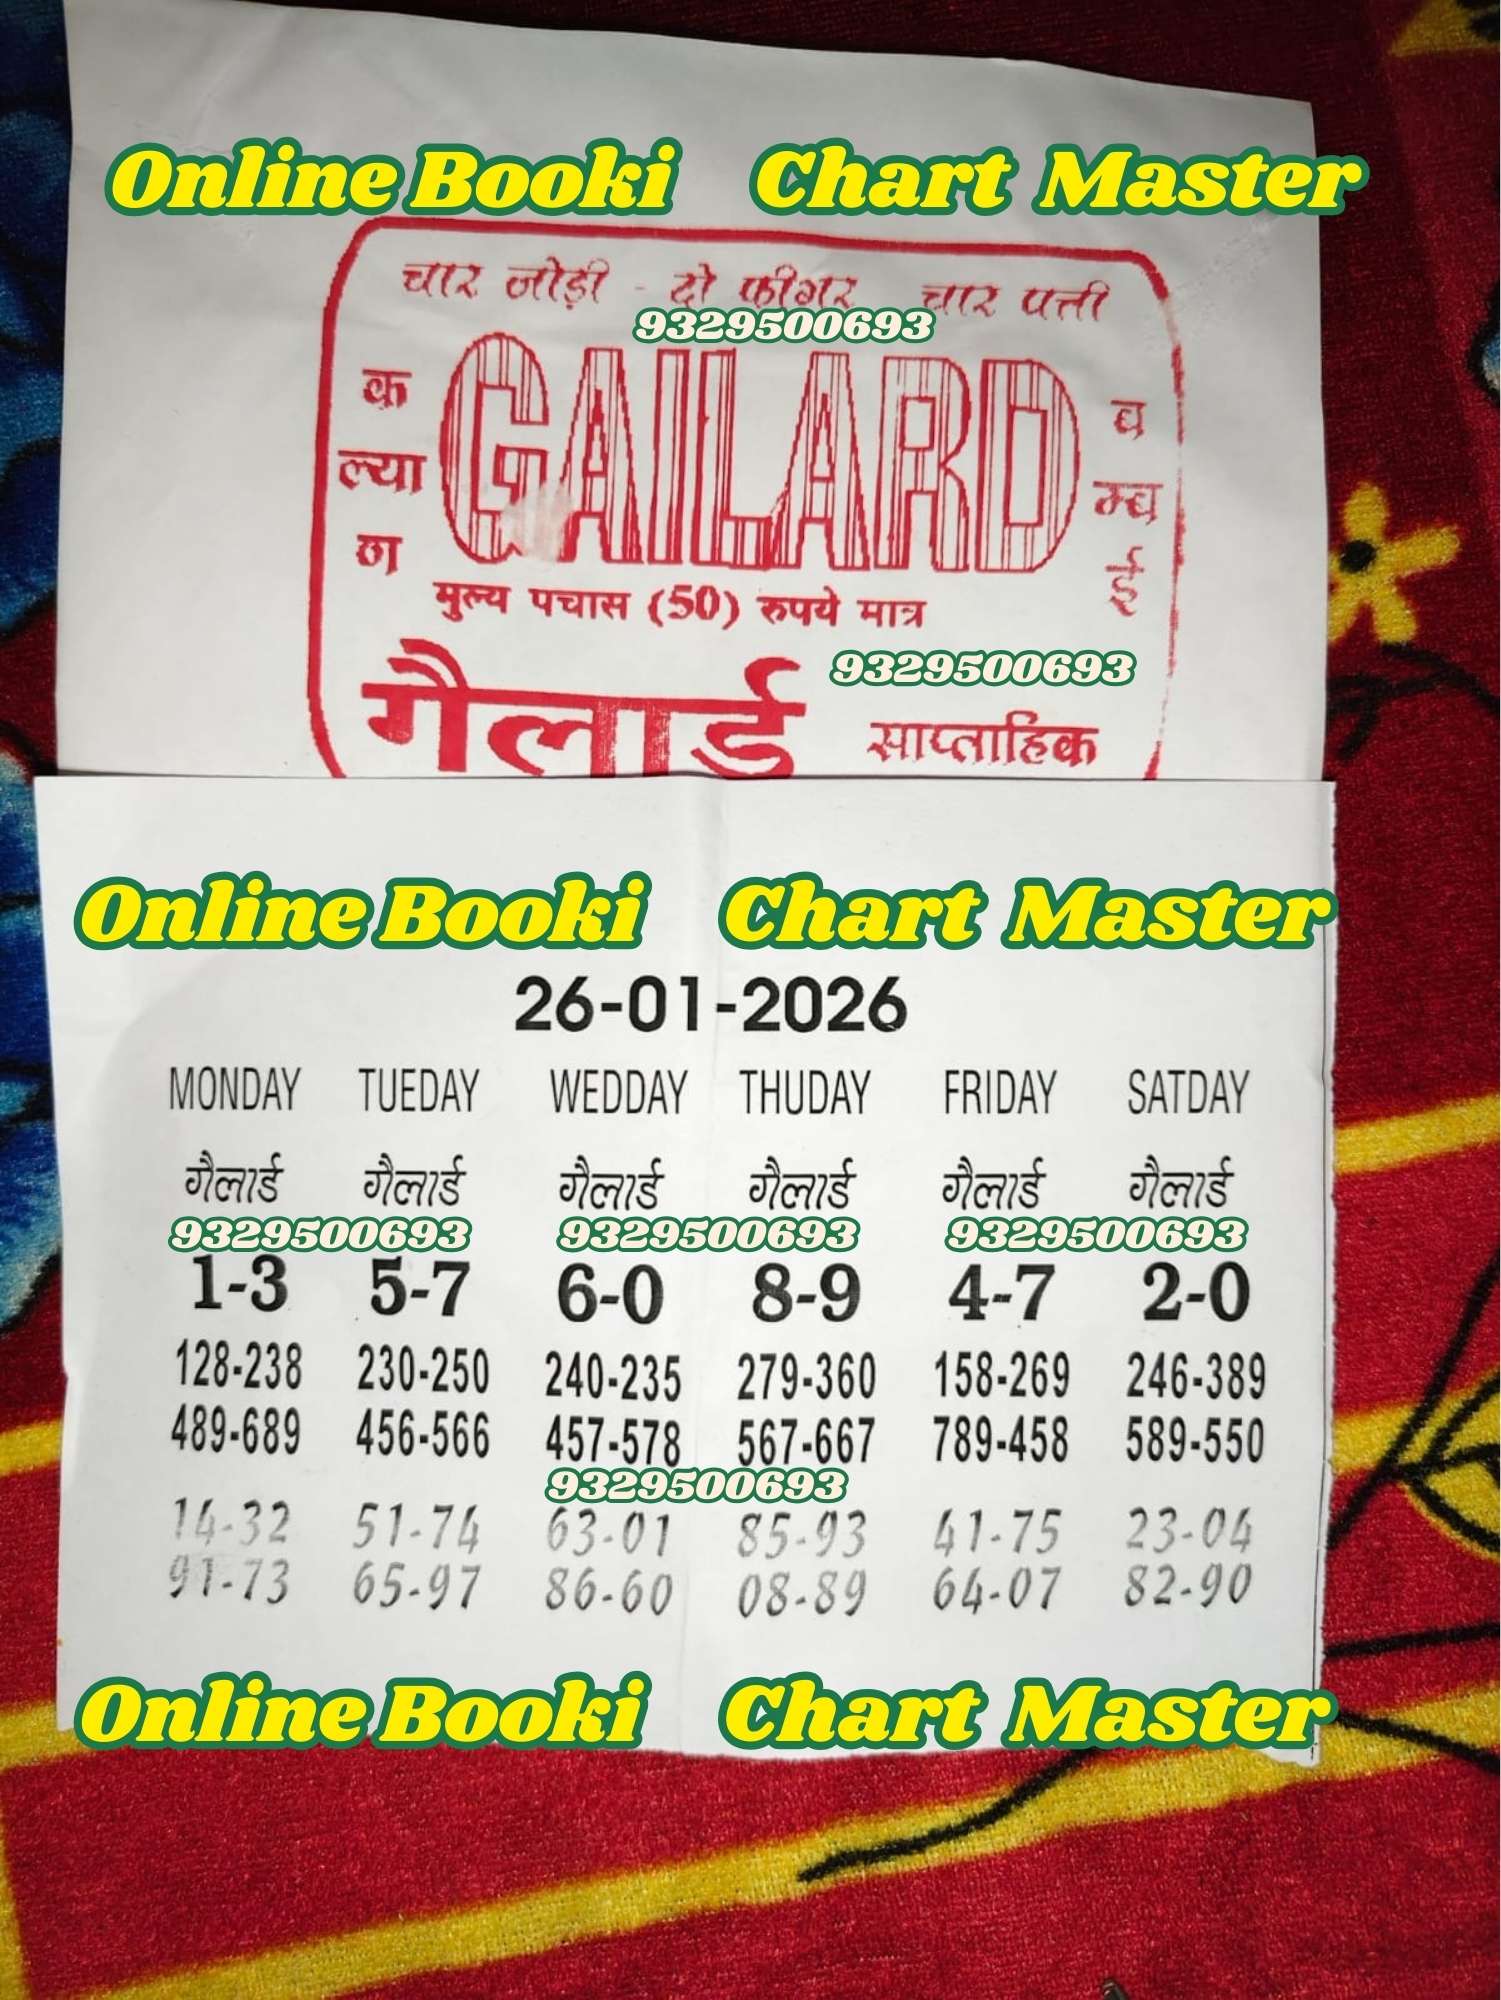 Online Booki Chart Master
चार जोड़ी - दो फीगर चार पत्ती
9329500693
कल्याण GAILARD बम्बई
मुल्य पचास (50) रुपये मात्र
9329500693
गैलार्ड साप्ताहिक
Online Booki Chart Master
26-01-2026
MONDAY TUEDAY WEDDAY THUDAY FRIDAY SATDAY
गैलार्ड गैलार्ड गैलार्ड गैलार्ड गैलार्ड गैलार्ड
9329500693 9329500693 9329500693
1-3 5-7 6-0 8-9 4-7 2-0
128-238 230-250 240-235 279-360 158-269 246-389
489-689 456-566 457-578 567-667 789-458 589-550
9329500693
14-32 51-74 63-01 85-93 41-75 23-04
91-73 65-97 86-60 08-89 64-07 82-90
Online Booki Chart Master